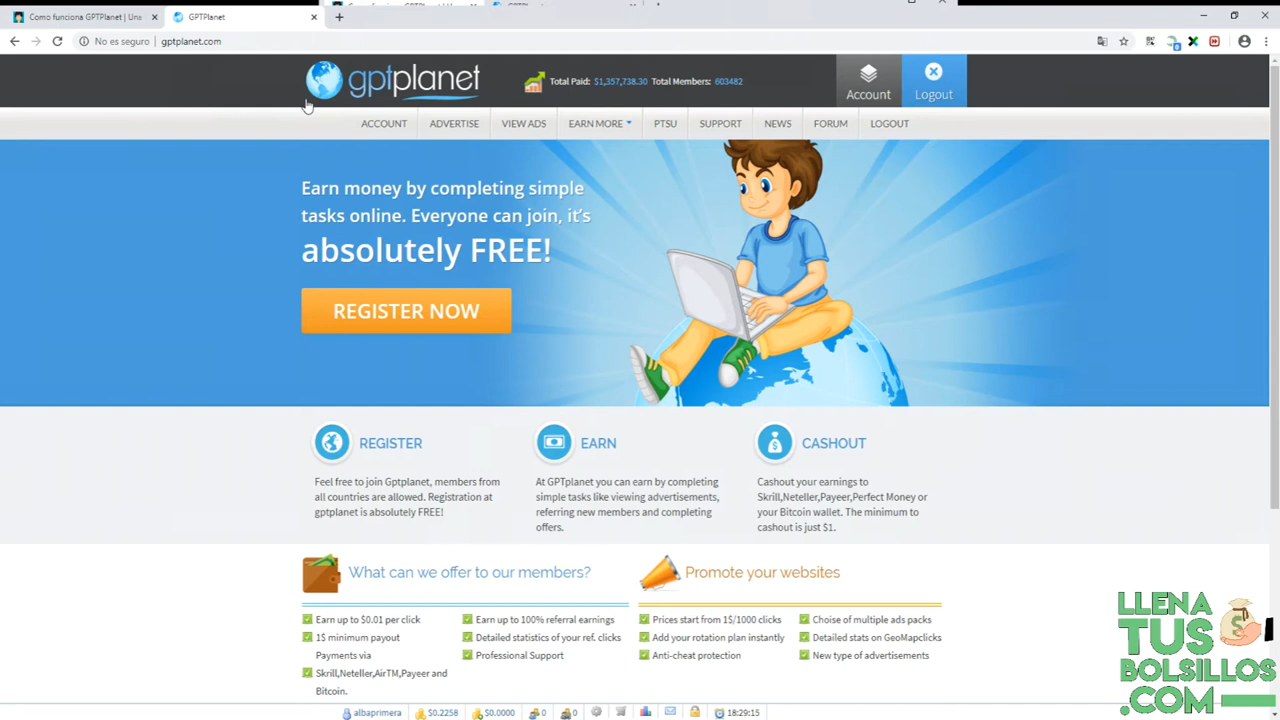 Como funciona GPTPlanet | Una
GPTPlanet
No es seguro | gptplanet.com
gptplanet
Total Paid: $1,357,738.30 Total Members: 603482
Account
Logout
ACCOUNT ADVERTISE VIEW ADS EARN MORE PTSU SUPPORT NEWS FORUM LOGOUT
Earn money by completing simple
tasks online. Everyone can join, it's
absolutely FREE!
REGISTER NOW
REGISTER
Feel free to join Gptplanet, members from
all countries are allowed. Registration at
gptplanet is absolutely FREE!
EARN
At GPTplanet you can earn by completing
simple tasks like viewing advertisements,
referring new members and completing
offers.
CASHOUT
Cashout your earnings to
Skrill,Neteller,Payeer,Perfect Money or
your Bitcoin wallet. The minimum to
cashout is just $1.
What can we offer to our members?
Earn up to $0.01 per click
1$ minimum payout
Payments via
Skrill,Neteller,AirTM,Payeer and
Bitcoin.
Earn up to 100% referral earnings
Detailed statistics of your ref. clicks
Professional Support
Promote your websites
Prices start from 1$/1000 clicks
Add your rotation plan instantly
Anti-cheat protection
Choice of multiple ads packs
Detailed stats on GeoMapclicks
New type of advertisements
LLENA
TUS
BOLSILLOS
.COM
albaprimera $0.2258 $0.0000 0 0 18:29:15